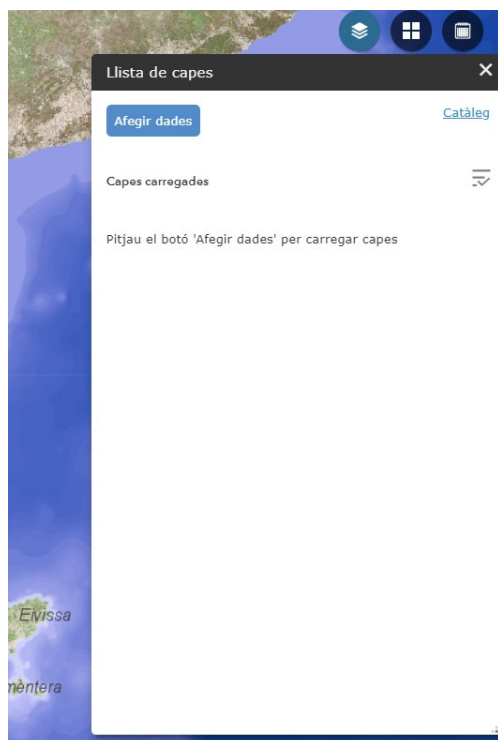 Llista de capes
Afegir dades
Catàleg
Capes carregades
Pitjau el botó 'Afegir dades' per carregar capes
Eivissa
mentera